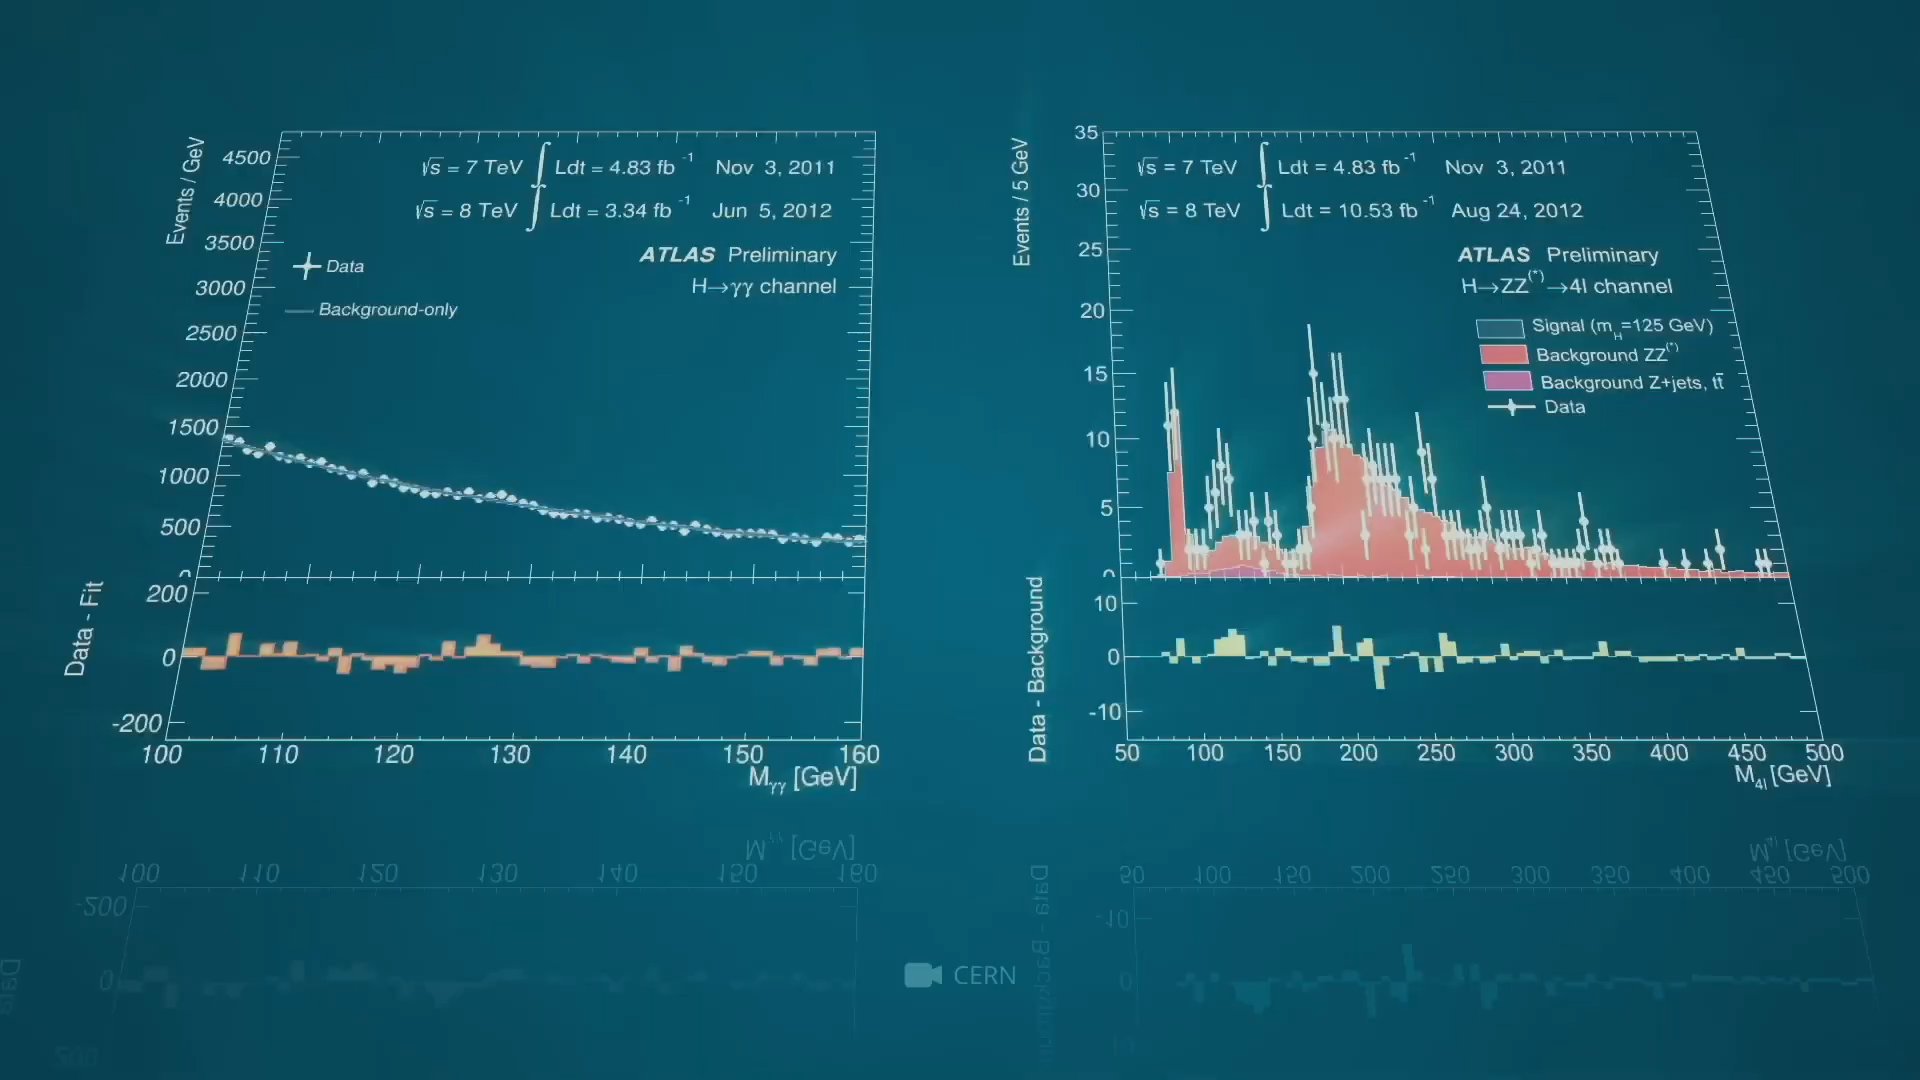 Events / GeV
4500
4000
3500
3000
2500
2000
1500
1000
500
0
√s = 7 TeV ∫ Ldt = 4.83 fb⁻¹ Nov 3, 2011
√s = 8 TeV ∫ Ldt = 3.34 fb⁻¹ Jun 5, 2012
ATLAS Preliminary
H→γγ channel
Data
Background-only
Data - Fit
200
0
-200
100 110 120 130 140 150 160
Mγγ [GeV]
Events / 5 GeV
35
30
25
20
15
10
5
0
√s = 7 TeV ∫ Ldt = 4.83 fb⁻¹ Nov 3, 2011
√s = 8 TeV ∫ Ldt = 10.53 fb⁻¹ Aug 24, 2012
ATLAS Preliminary
H→ZZ(*)→4l channel
Signal (mH=125 GeV)
Background ZZ(*)
Background Z+jets, tt̄
Data
Data - Background
10
0
-10
50 100 150 200 250 300 350 400 450 500
M4l [GeV]
CERN